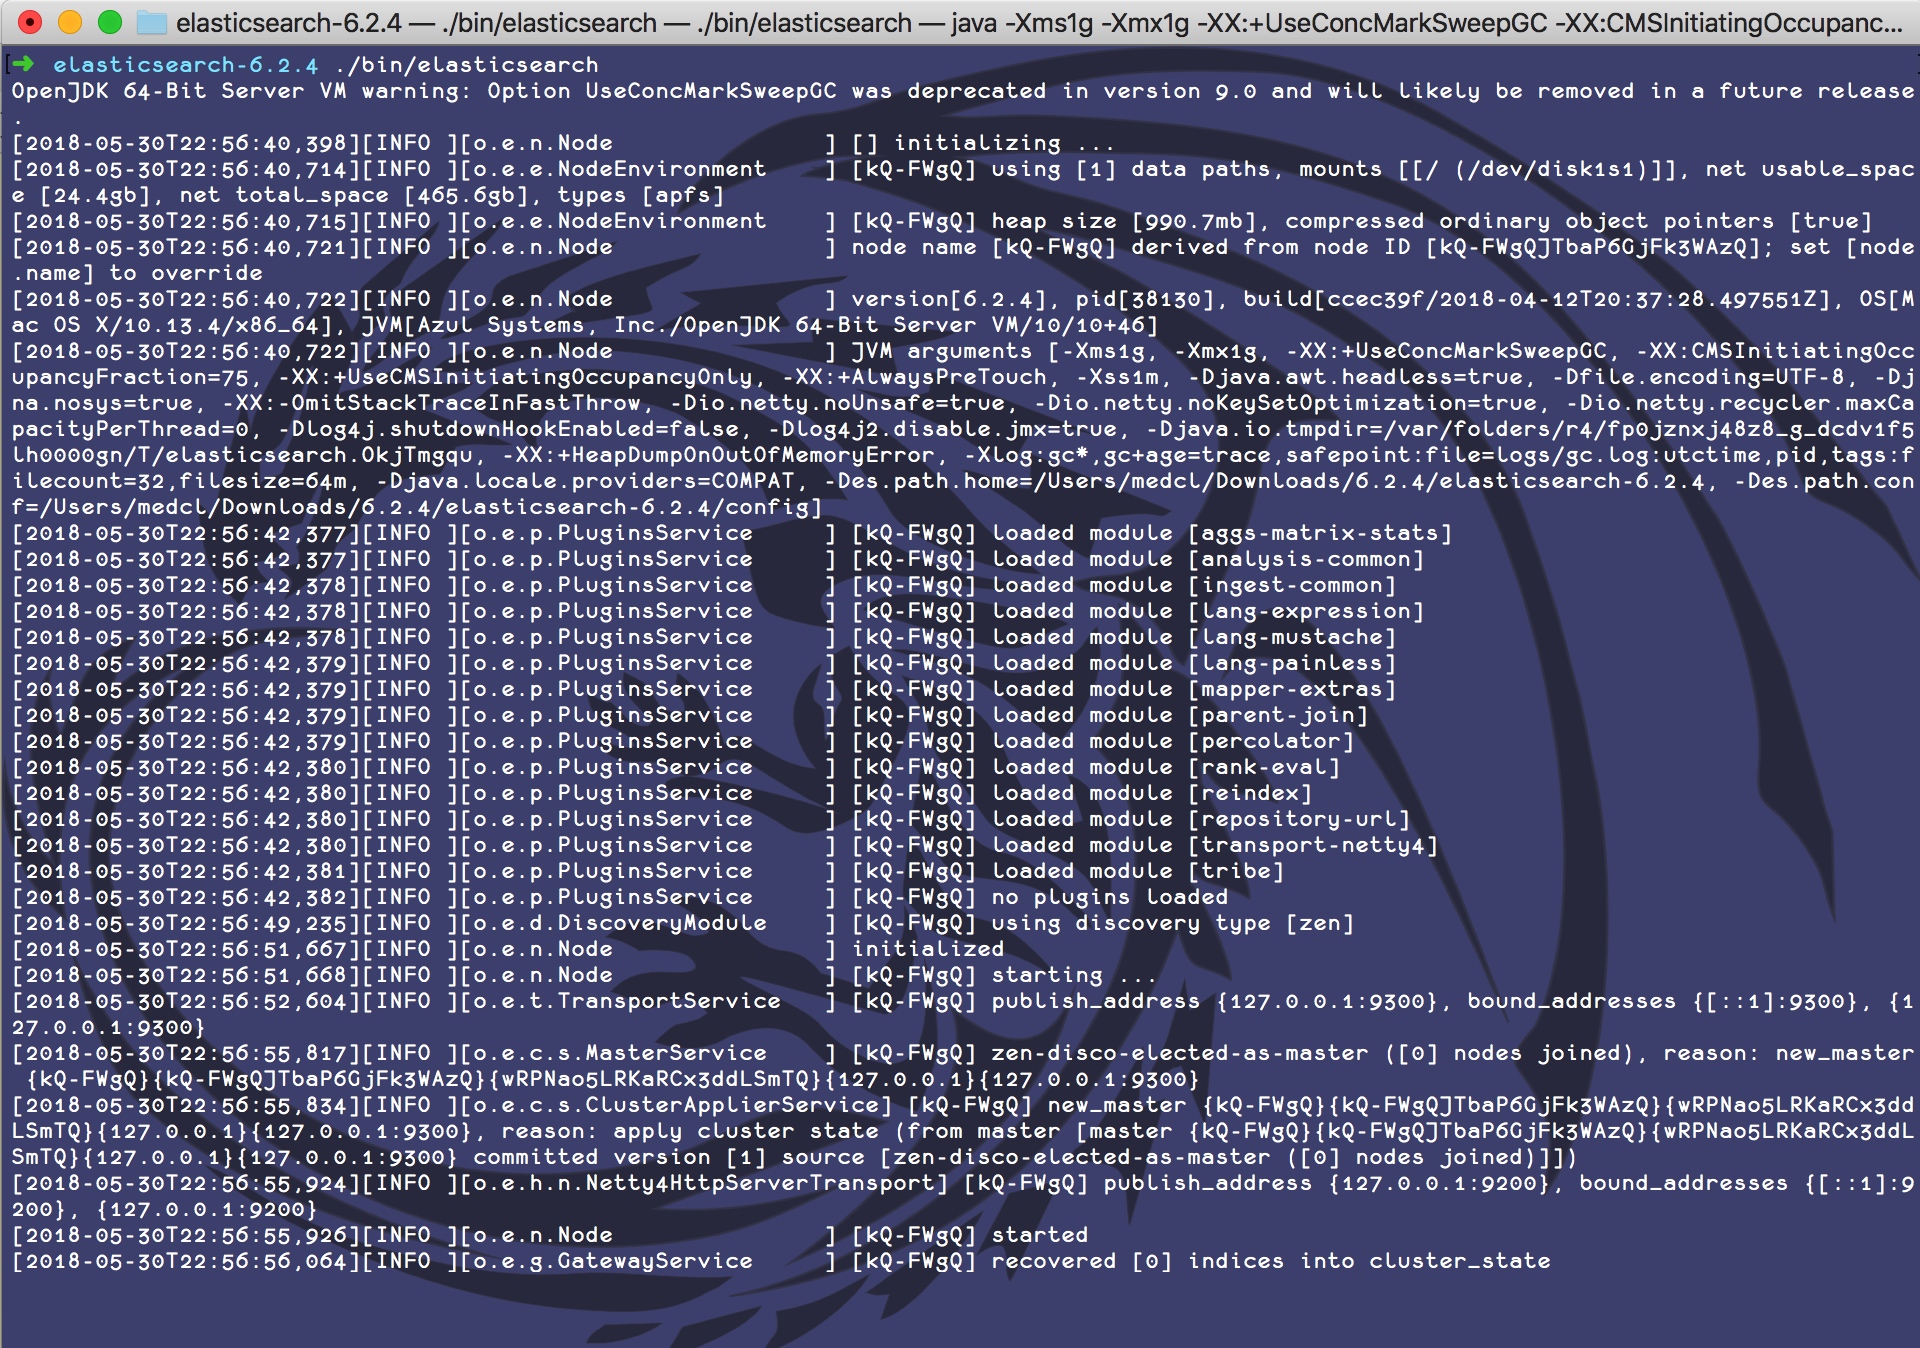 elasticsearch-6.2.4 — ./bin/elasticsearch — ./bin/elasticsearch — java -Xms1g -Xmx1g -XX:+UseConcMarkSweepGC -XX:CMSInitiatingOccupanc...
[➜ elasticsearch-6.2.4 ./bin/elasticsearch
OpenJDK 64-Bit Server VM warning: Option UseConcMarkSweepGC was deprecated in version 9.0 and will likely be removed in a future release
.
[2018-05-30T22:56:40,398][INFO ][o.e.n.Node               ] [] initializing ...
[2018-05-30T22:56:40,714][INFO ][o.e.e.NodeEnvironment    ] [kQ-FWgQ] using [1] data paths, mounts [[/ (/dev/disk1s1)]], net usable_spac
e [24.4gb], net total_space [465.6gb], types [apfs]
[2018-05-30T22:56:40,715][INFO ][o.e.e.NodeEnvironment    ] [kQ-FWgQ] heap size [990.7mb], compressed ordinary object pointers [true]
[2018-05-30T22:56:40,721][INFO ][o.e.n.Node               ] node name [kQ-FWgQ] derived from node ID [kQ-FWgQJTbaP6GjFk3WAzQ]; set [node
.name] to override
[2018-05-30T22:56:40,722][INFO ][o.e.n.Node               ] version[6.2.4], pid[38130], build[ccec39f/2018-04-12T20:37:28.497551Z], OS[M
ac OS X/10.13.4/x86_64], JVM[Azul Systems, Inc./OpenJDK 64-Bit Server VM/10/10+46]
[2018-05-30T22:56:40,722][INFO ][o.e.n.Node               ] JVM arguments [-Xms1g, -Xmx1g, -XX:+UseConcMarkSweepGC, -XX:CMSInitiatingOcc
upancyFraction=75, -XX:+UseCMSInitiatingOccupancyOnly, -XX:+AlwaysPreTouch, -Xss1m, -Djava.awt.headless=true, -Dfile.encoding=UTF-8, -Dj
na.nosys=true, -XX:-OmitStackTraceInFastThrow, -Dio.netty.noUnsafe=true, -Dio.netty.noKeySetOptimization=true, -Dio.netty.recycler.maxCa
pacityPerThread=0, -Dlog4j.shutdownHookEnabled=false, -Dlog4j2.disable.jmx=true, -Djava.io.tmpdir=/var/folders/r4/fp0jznxj48z8_g_dcdv1f5
lh0000gn/T/elasticsearch.OkjTmgqu, -XX:+HeapDumpOnOutOfMemoryError, -Xlog:gc*,gc+age=trace,safepoint:file=logs/gc.log:utctime,pid,tags:f
ilecount=32,filesize=64m, -Djava.locale.providers=COMPAT, -Des.path.home=/Users/medcl/Downloads/6.2.4/elasticsearch-6.2.4, -Des.path.con
f=/Users/medcl/Downloads/6.2.4/elasticsearch-6.2.4/config]
[2018-05-30T22:56:42,377][INFO ][o.e.p.PluginsService     ] [kQ-FWgQ] loaded module [aggs-matrix-stats]
[2018-05-30T22:56:42,377][INFO ][o.e.p.PluginsService     ] [kQ-FWgQ] loaded module [analysis-common]
[2018-05-30T22:56:42,378][INFO ][o.e.p.PluginsService     ] [kQ-FWgQ] loaded module [ingest-common]
[2018-05-30T22:56:42,378][INFO ][o.e.p.PluginsService     ] [kQ-FWgQ] loaded module [lang-expression]
[2018-05-30T22:56:42,378][INFO ][o.e.p.PluginsService     ] [kQ-FWgQ] loaded module [lang-mustache]
[2018-05-30T22:56:42,379][INFO ][o.e.p.PluginsService     ] [kQ-FWgQ] loaded module [lang-painless]
[2018-05-30T22:56:42,379][INFO ][o.e.p.PluginsService     ] [kQ-FWgQ] loaded module [mapper-extras]
[2018-05-30T22:56:42,379][INFO ][o.e.p.PluginsService     ] [kQ-FWgQ] loaded module [parent-join]
[2018-05-30T22:56:42,379][INFO ][o.e.p.PluginsService     ] [kQ-FWgQ] loaded module [percolator]
[2018-05-30T22:56:42,380][INFO ][o.e.p.PluginsService     ] [kQ-FWgQ] loaded module [rank-eval]
[2018-05-30T22:56:42,380][INFO ][o.e.p.PluginsService     ] [kQ-FWgQ] loaded module [reindex]
[2018-05-30T22:56:42,380][INFO ][o.e.p.PluginsService     ] [kQ-FWgQ] loaded module [repository-url]
[2018-05-30T22:56:42,380][INFO ][o.e.p.PluginsService     ] [kQ-FWgQ] loaded module [transport-netty4]
[2018-05-30T22:56:42,381][INFO ][o.e.p.PluginsService     ] [kQ-FWgQ] loaded module [tribe]
[2018-05-30T22:56:42,382][INFO ][o.e.p.PluginsService     ] [kQ-FWgQ] no plugins loaded
[2018-05-30T22:56:49,235][INFO ][o.e.d.DiscoveryModule    ] [kQ-FWgQ] using discovery type [zen]
[2018-05-30T22:56:51,667][INFO ][o.e.n.Node               ] initialized
[2018-05-30T22:56:51,668][INFO ][o.e.n.Node               ] [kQ-FWgQ] starting ...
[2018-05-30T22:56:52,604][INFO ][o.e.t.TransportService   ] [kQ-FWgQ] publish_address {127.0.0.1:9300}, bound_addresses {[::1]:9300}, {1
27.0.0.1:9300}
[2018-05-30T22:56:55,817][INFO ][o.e.c.s.MasterService    ] [kQ-FWgQ] zen-disco-elected-as-master ([0] nodes joined), reason: new_master
 {kQ-FWgQ}{kQ-FWgQJTbaP6GjFk3WAzQ}{wRPNao5LRKaRCx3ddLSmTQ}{127.0.0.1}{127.0.0.1:9300}
[2018-05-30T22:56:55,834][INFO ][o.e.c.s.ClusterApplierService] [kQ-FWgQ] new_master {kQ-FWgQ}{kQ-FWgQJTbaP6GjFk3WAzQ}{wRPNao5LRKaRCx3dd
LSmTQ}{127.0.0.1}{127.0.0.1:9300}, reason: apply cluster state (from master [master {kQ-FWgQ}{kQ-FWgQJTbaP6GjFk3WAzQ}{wRPNao5LRKaRCx3ddL
SmTQ}{127.0.0.1}{127.0.0.1:9300} committed version [1] source [zen-disco-elected-as-master ([0] nodes joined)]])
[2018-05-30T22:56:55,924][INFO ][o.e.h.n.Netty4HttpServerTransport] [kQ-FWgQ] publish_address {127.0.0.1:9200}, bound_addresses {[::1]:9
200}, {127.0.0.1:9200}
[2018-05-30T22:56:55,926][INFO ][o.e.n.Node               ] [kQ-FWgQ] started
[2018-05-30T22:56:56,064][INFO ][o.e.g.GatewayService     ] [kQ-FWgQ] recovered [0] indices into cluster_state